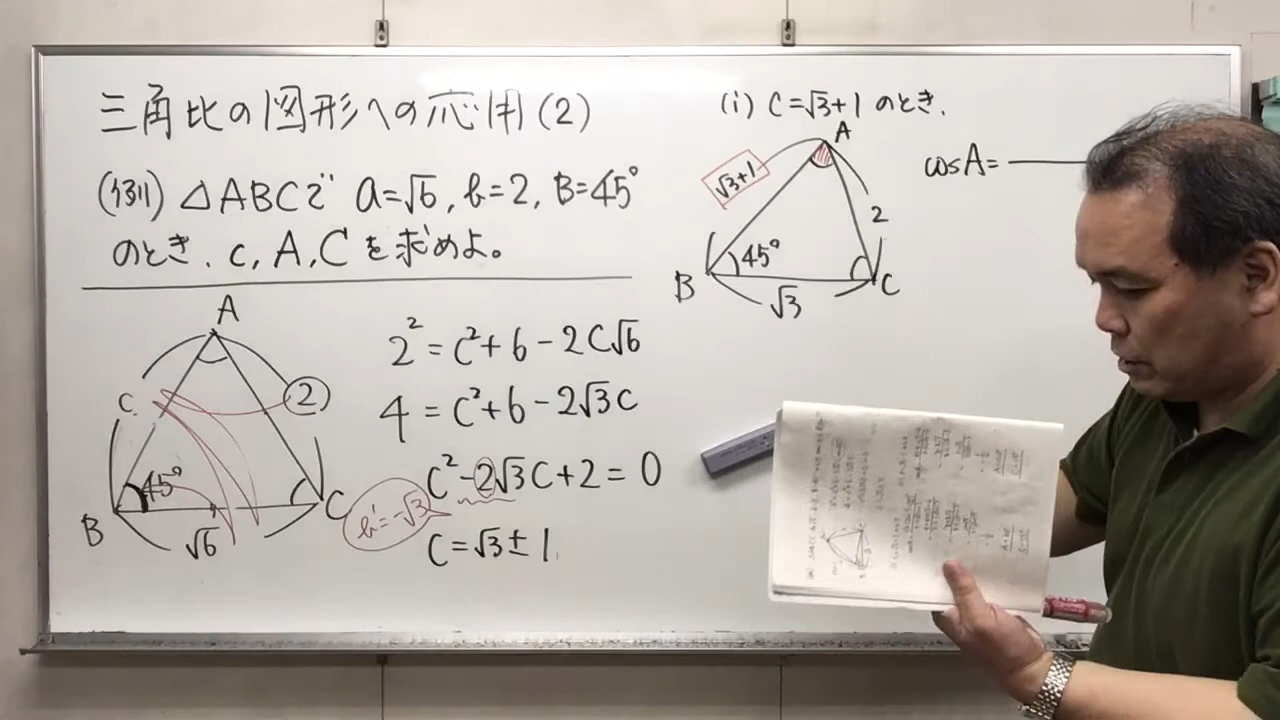 三角比の図形への応用(2)
(例) △ABCで a=√6, b=2, B=45°
のとき、c, A, C を求めよ。
A
c
2
45°
B
√6
C
2²=c²+6-2c√6
4=c²+6-2√3c
c²-2√3c+2=0
b'=-√3
c=√3±1
(i) c=√3+1 のとき.
A
√3+1
2
45°
B
√3
C
cosA=